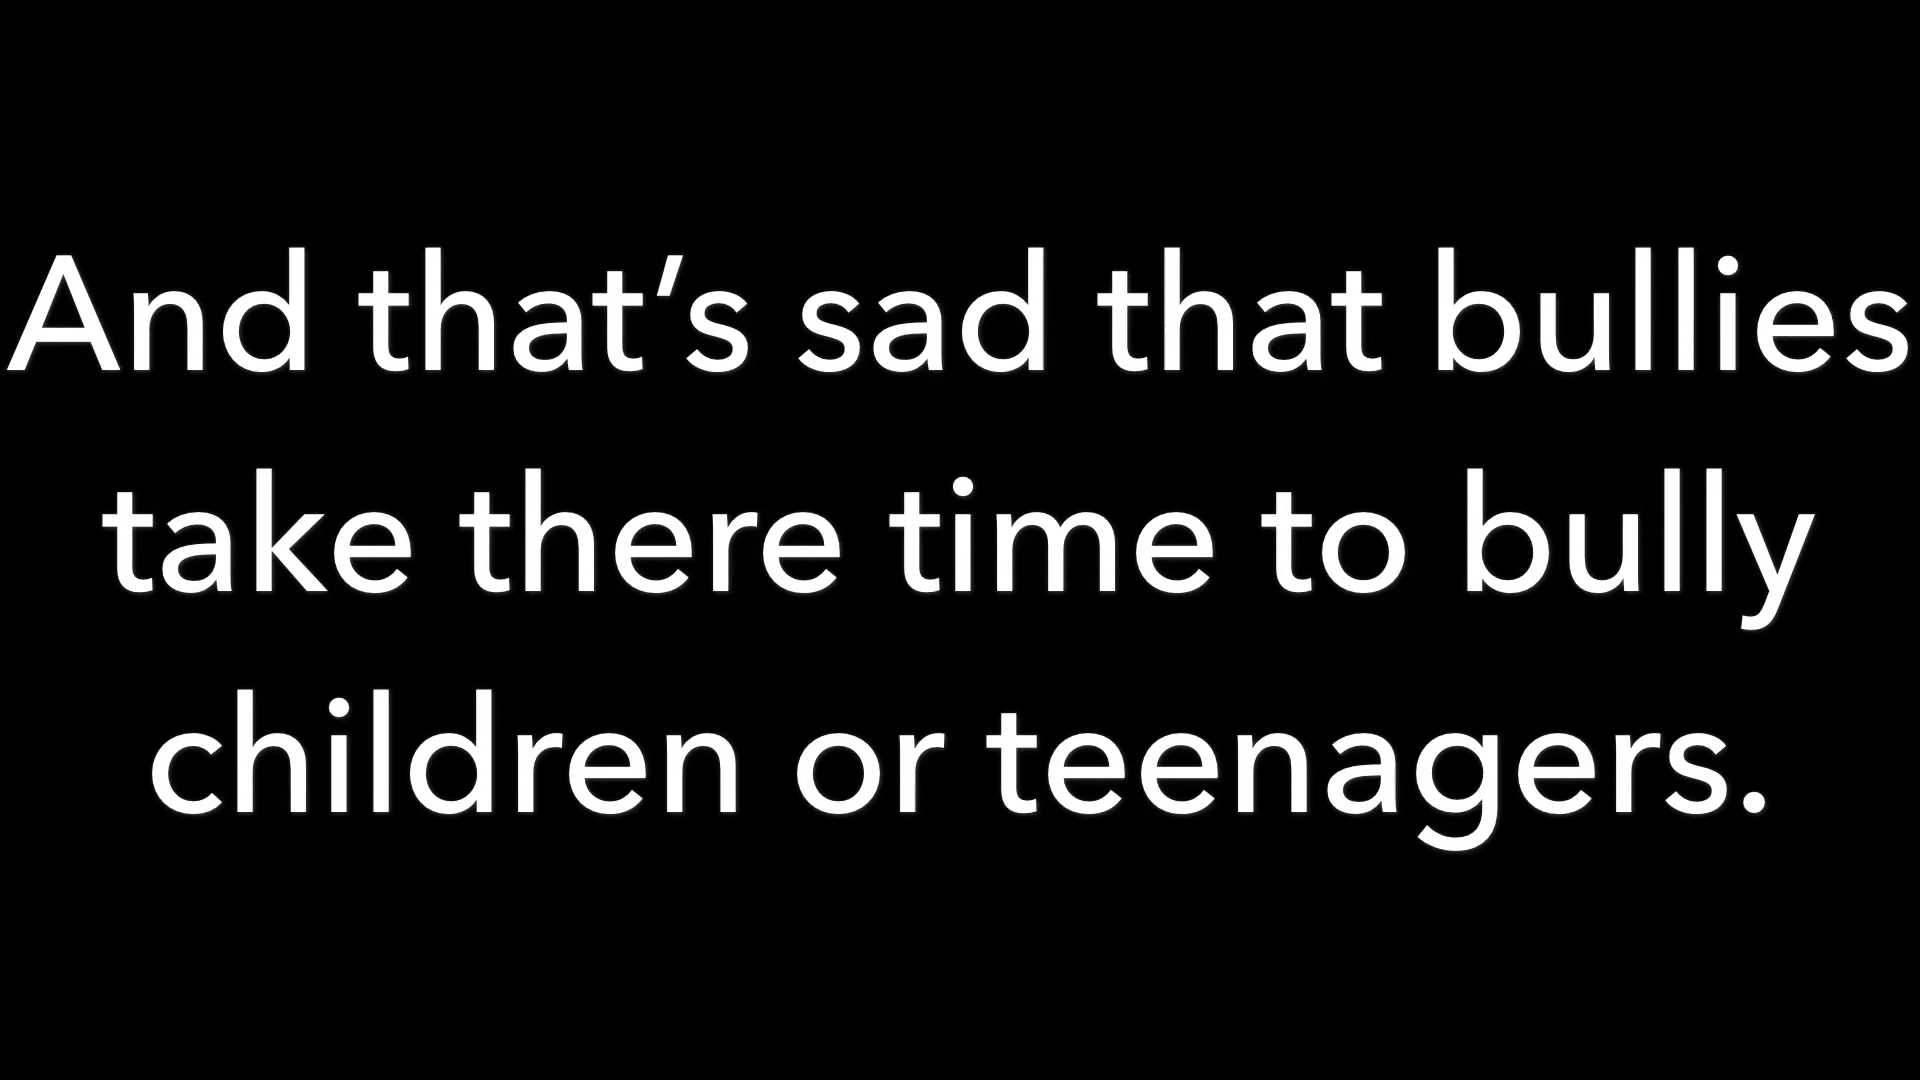 And that’s sad that bullies
take there time to bully
children or teenagers.